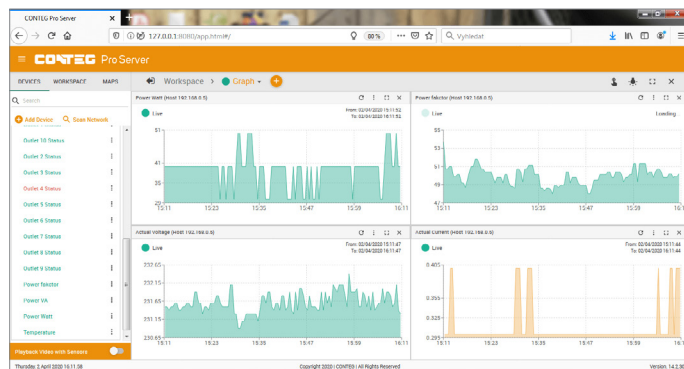 CONTEG Pro Server
127.0.0.1:8080/app.html#/
80 %
Vyhledat
CONTEG Pro Server
DEVICES WORKSPACE MAPS
Workspace > Graph
Search
Add Device Scan Network
Outlet 10 Status
Outlet 2 Status
Outlet 3 Status
Outlet 4 Status
Outlet 5 Status
Outlet 6 Status
Outlet 7 Status
Outlet 8 Status
Outlet 9 Status
Power faktor
Power VA
Power Watt
Temperature
Playback Video with Sensors
Power Watt (Host 192.168.0.5)
Live
From: 02/04/2020 15:11:52
To: 02/04/2020 16:11:52
51
41
35
29
15:11 15:23 15:35 15:47 15:59 16:11
Power faktor (Host 192.168.0.5)
Live
Loading...
55
53
51
49
47
15:11 15:23 15:35 15:47 15:59 16:11
Actual Voltage (Host 192.168.0.5)
Live
From: 02/04/2020 15:11:47
To: 02/04/2020 16:11:47
232.65
232.15
231.65
231.15
230.65
15:11 15:23 15:35 15:47 15:59 16:11
Actual Current (Host 192.168.0.5)
Live
From: 02/04/2020 15:11:44
To: 02/04/2020 16:11:44
0.405
0.355
0.325
0.295
15:11 15:23 15:35 15:47 15:59 16:11
Thursday 2 April 2020 16:11:58
Copyright 2020 | CONTEG | All Rights Reserved
Version: 14.2.30